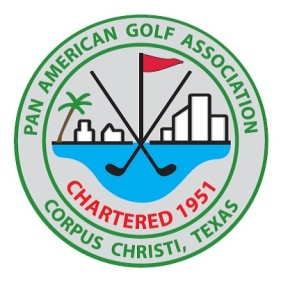 PAN AMERICAN GOLF ASSOCIATION
CHARTERED 1951
CORPUS CHRISTI, TEXAS